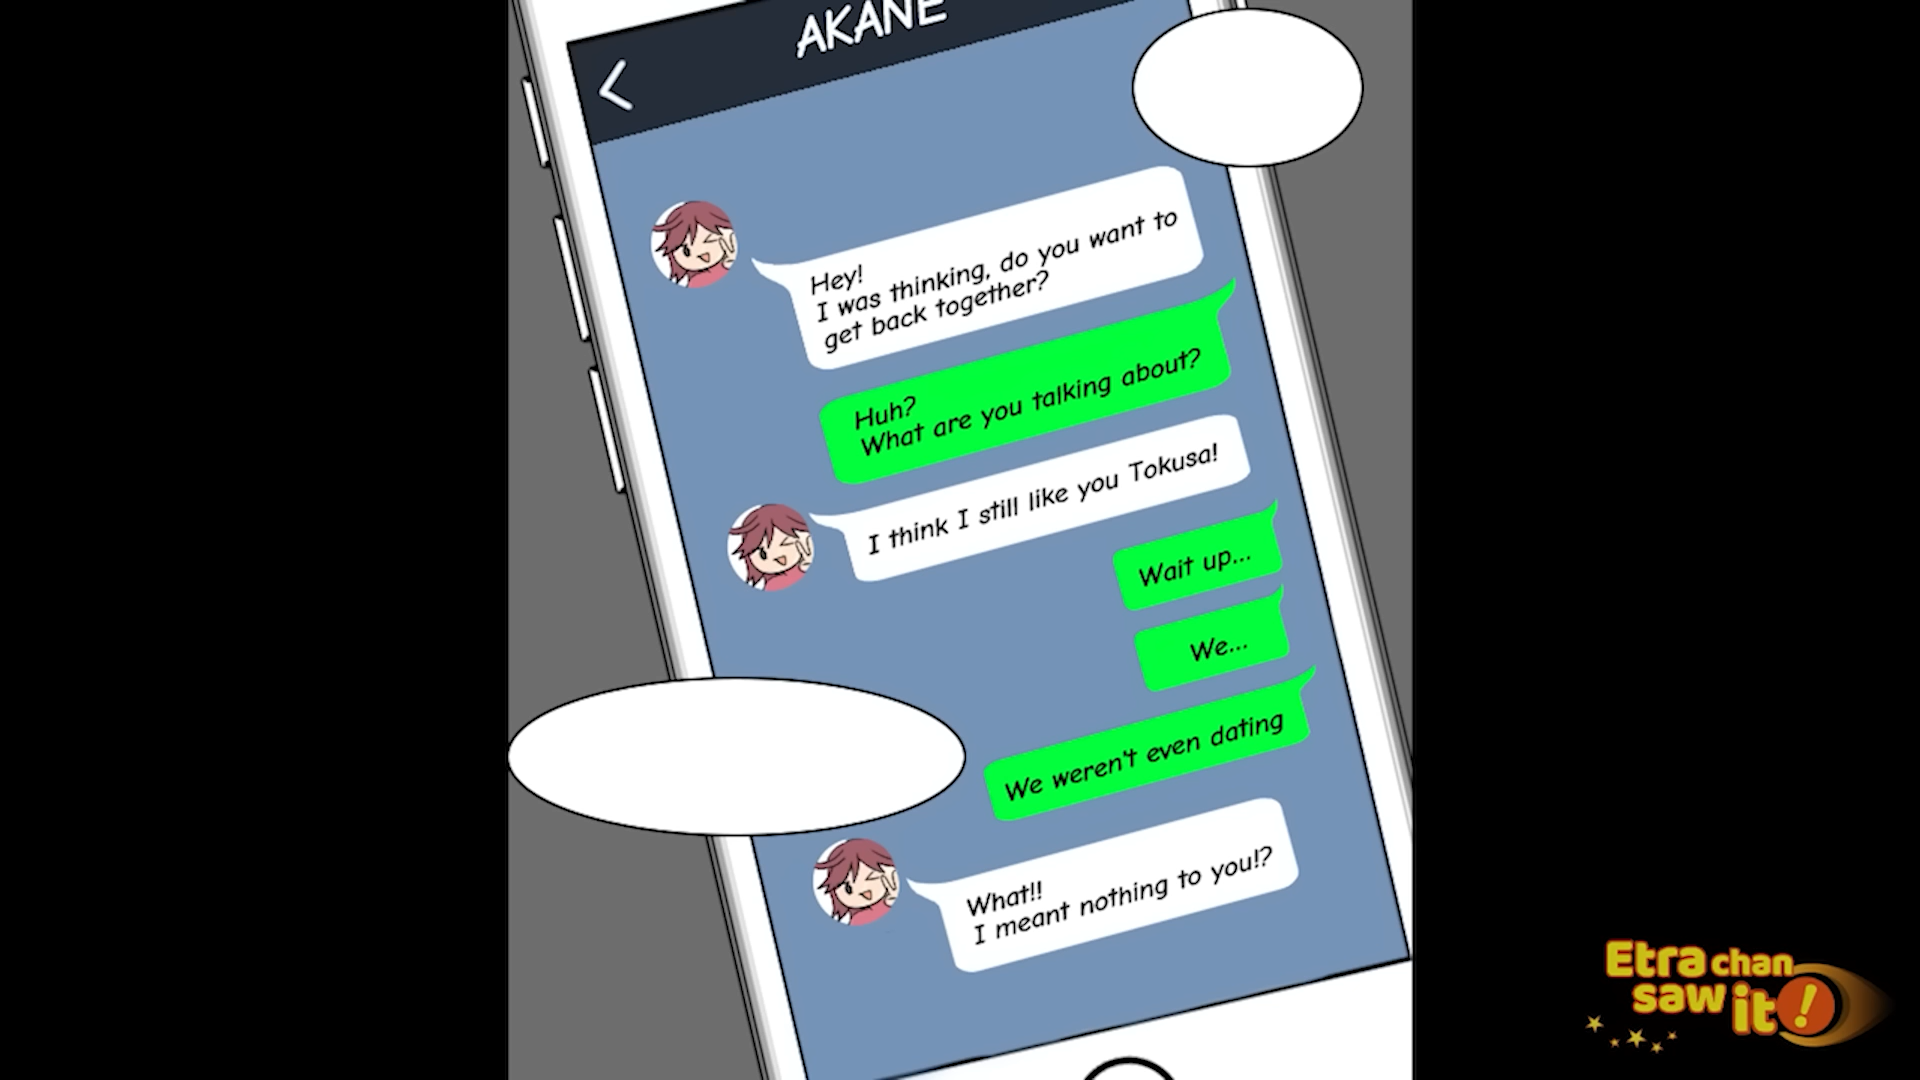 AKANE
Hey!
I was thinking, do you want to
get back together?
Huh?
What are you talking about?
I think I still like you Tokusa!
Wait up...
We...
We weren't even dating
What!!
I meant nothing to you!?
Etra chan
saw it!